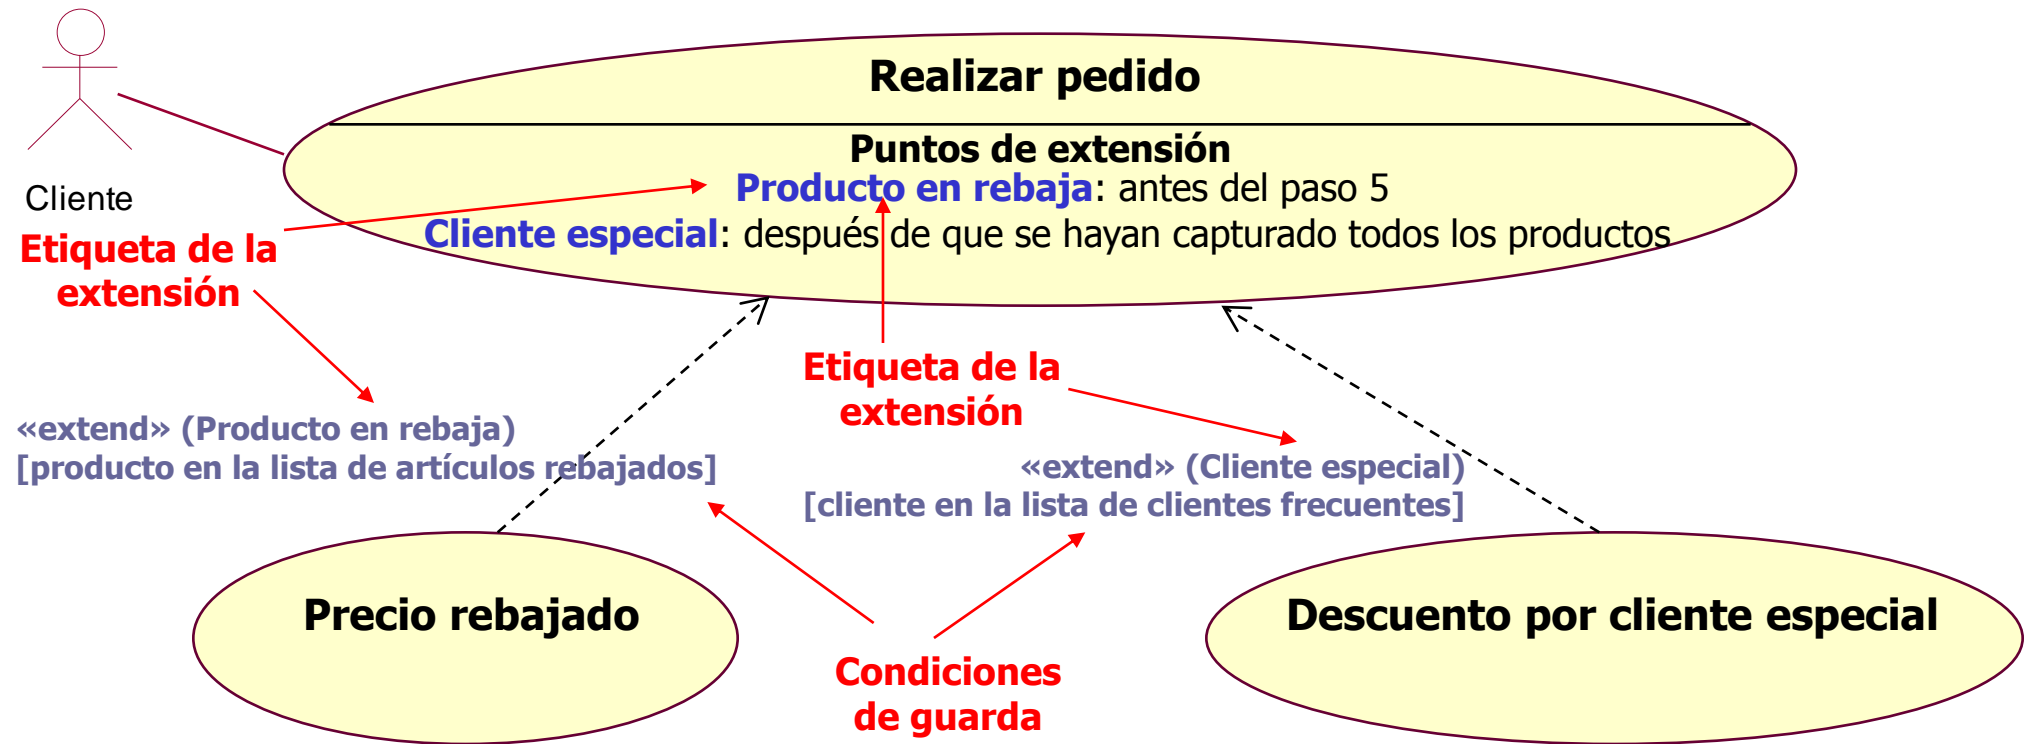 Realizar pedido
Puntos de extensión
Producto en rebaja: antes del paso 5
Cliente especial: después de que se hayan capturado todos los productos
Cliente
Etiqueta de la
extensión
Etiqueta de la
extensión
«extend» (Producto en rebaja)
[producto en la lista de artículos rebajados]
«extend» (Cliente especial)
[cliente en la lista de clientes frecuentes]
Precio rebajado
Descuento por cliente especial
Condiciones
de guarda